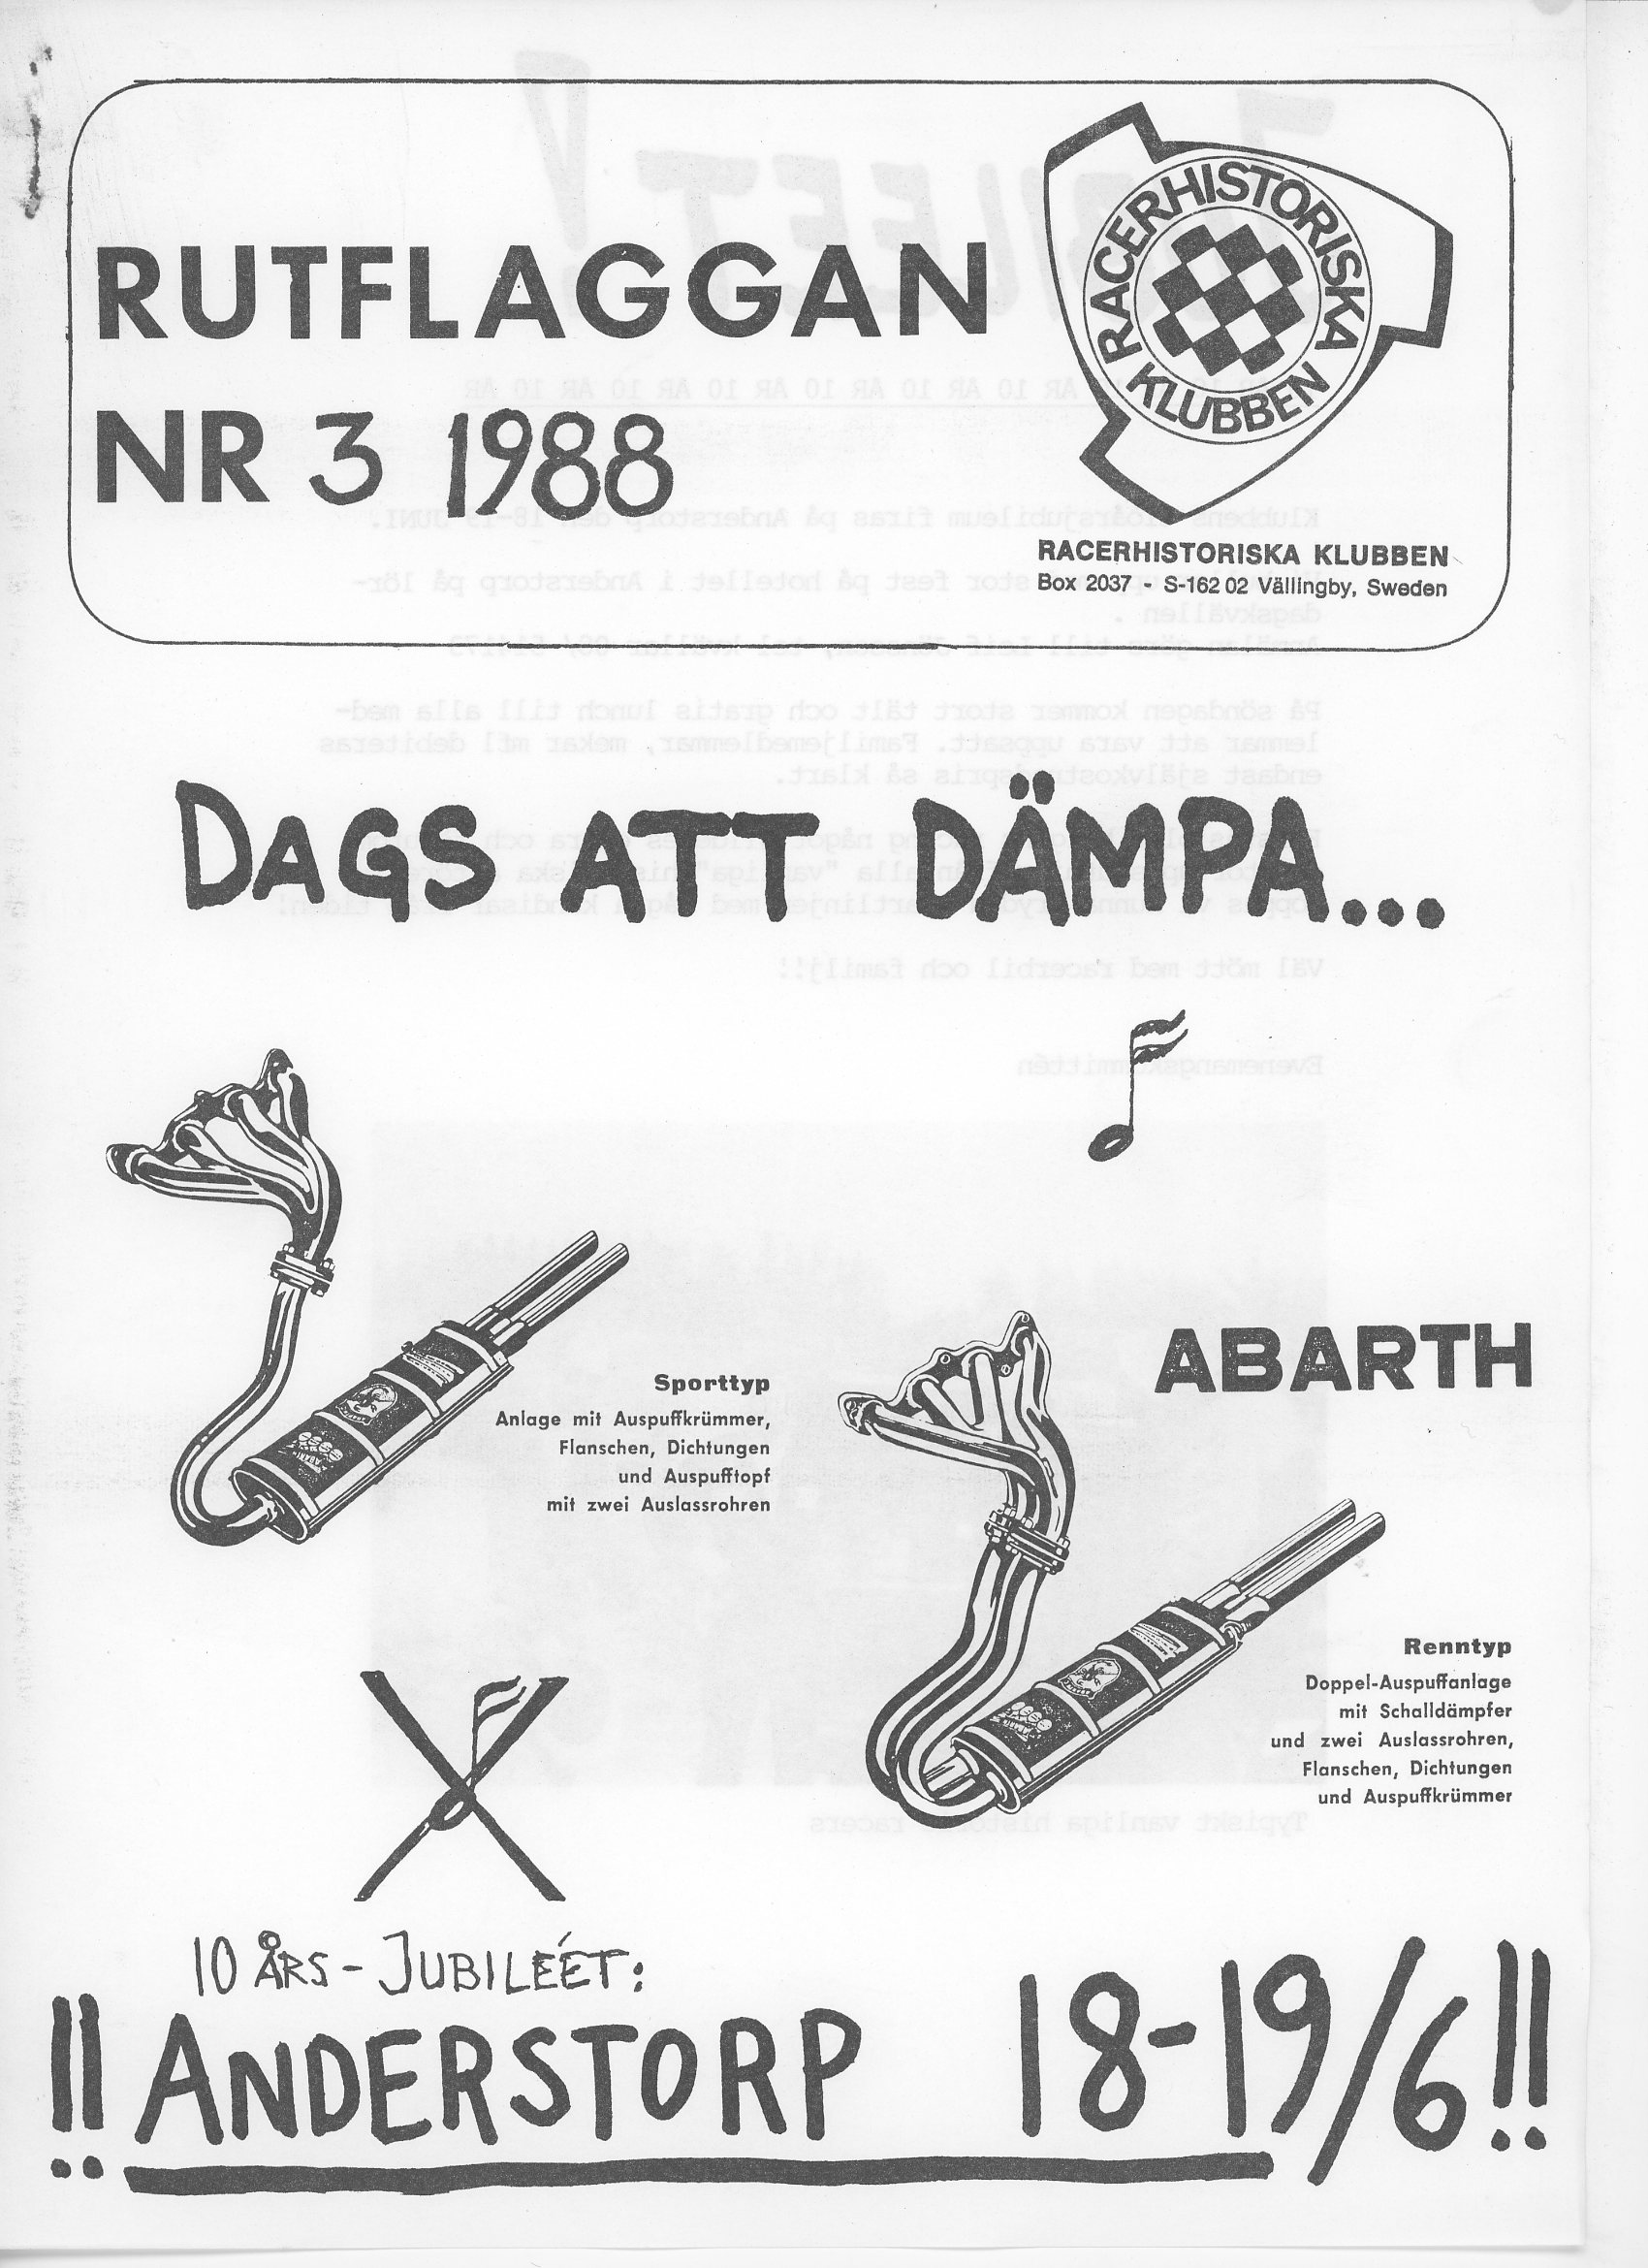 RUTFLAGGAN
NR 3 1988
RACERHISTORISKA
KLUBBEN
RACERHISTORISKA KLUBBEN
Box 2037 - S-162 02 Vällingby, Sweden
DAGS ATT DÄMPA...
Sporttyp
Anlage mit Auspuffkrümmer,
Flanschen, Dichtungen
und Auspufftopf
mit zwei Auslassrohren
ABARTH
Renntyp
Doppel-Auspuffanlage
mit Schalldämpfer
und zwei Auslassrohren,
Flanschen, Dichtungen
und Auspuffkrümmer
10 ÅRS - JUBILÉET:
!! ANDERSTORP 18-19/6!!